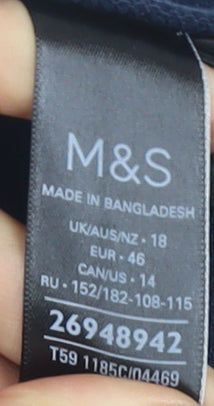 M&S
MADE IN BANGLADESH
UK/AUS/NZ • 18
EUR • 46
CAN/US • 14
RU • 152/182-108-115
26948942
T59 1185C/04469